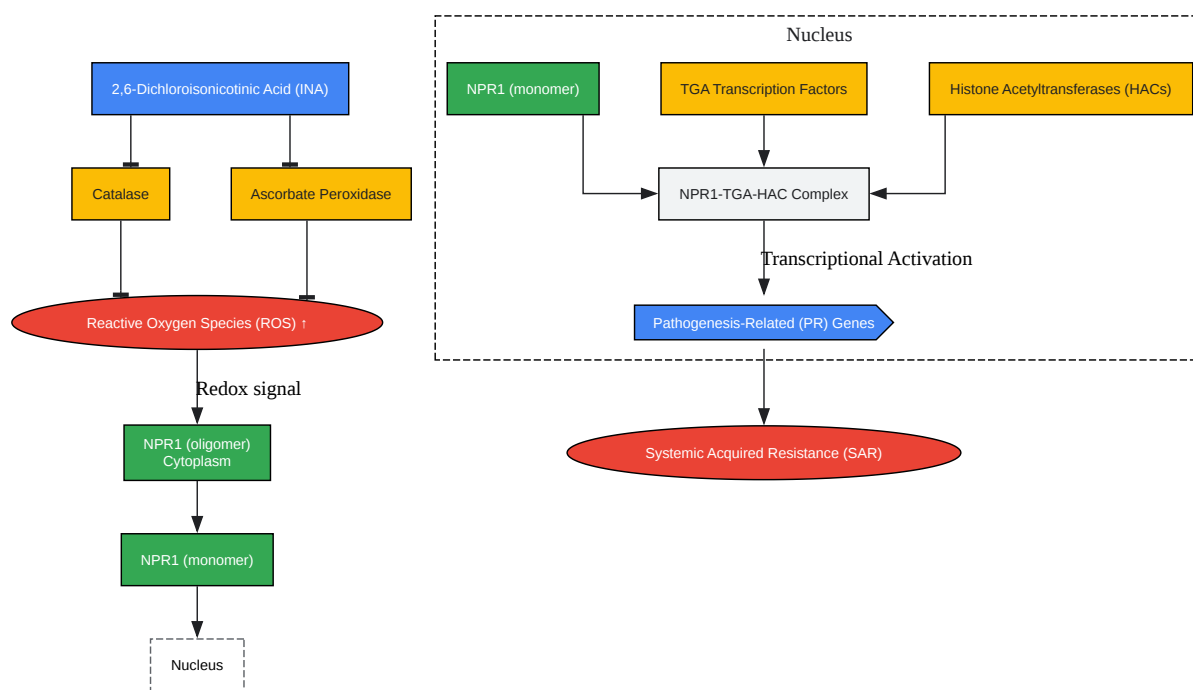 2,6-Dichloroisonicotinic Acid (INA)
Catalase
Ascorbate Peroxidase
Reactive Oxygen Species (ROS) ↑
Redox signal
NPR1 (oligomer)
Cytoplasm
NPR1 (monomer)
Nucleus
Nucleus
NPR1 (monomer)
TGA Transcription Factors
Histone Acetyltransferases (HACs)
NPR1-TGA-HAC Complex
Transcriptional Activation
Pathogenesis-Related (PR) Genes
Systemic Acquired Resistance (SAR)